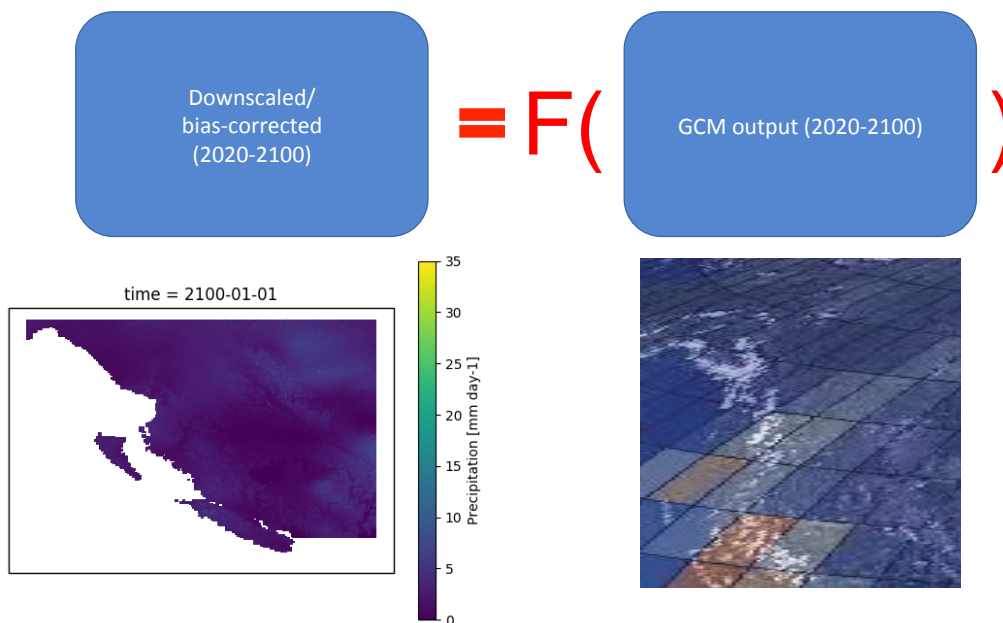 Downscaled/
bias-corrected
(2020-2100)
= F(
GCM output (2020-2100)
)
time = 2100-01-01
35
30
25
20
15
10
5
0
Precipitation [mm day-1]